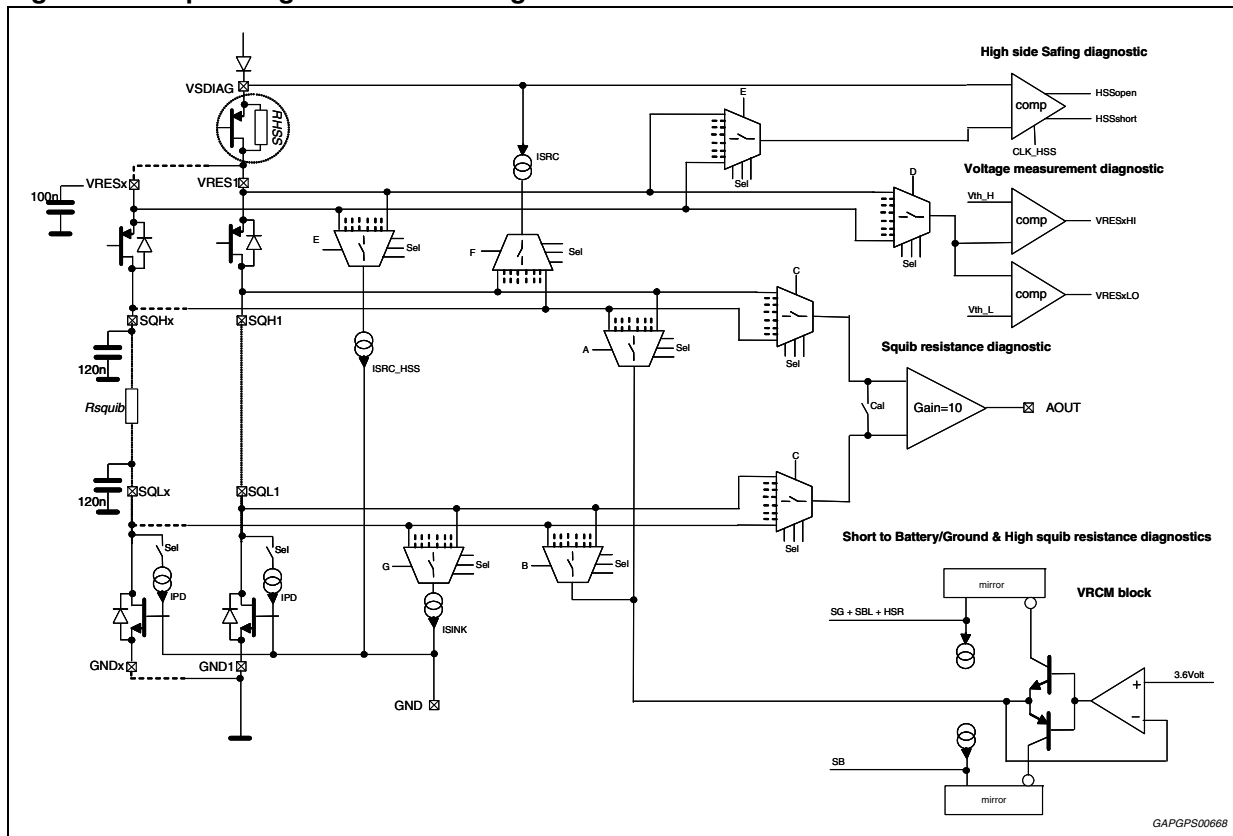 High side Safing diagnostic
VSDIAG
RHSS
E
comp
HSSopen
HSSshort
CLK_HSS
ISRC
Sel
VRESx
VRES1
100n
Voltage measurement diagnostic
D
Vth_H
comp
VRESxHI
E
Sel
F
Sel
Sel
C
comp
VRESxLO
Vth_L
SQHx
SQH1
A
Sel
Sel
Squib resistance diagnostic
120n
ISRC_HSS
Rsquib
Cal
Gain=10
AOUT
C
SQLx
SQL1
120n
Sel
Sel
Sel
G
Sel
B
Sel
Short to Battery/Ground & High squib resistance diagnostics
IPD
IPD
ISINK
mirror
VRCM block
SG + SBL + HSR
GNDx
GND1
GND
3.6Volt
+
-
SB
mirror
GAPGPS00668